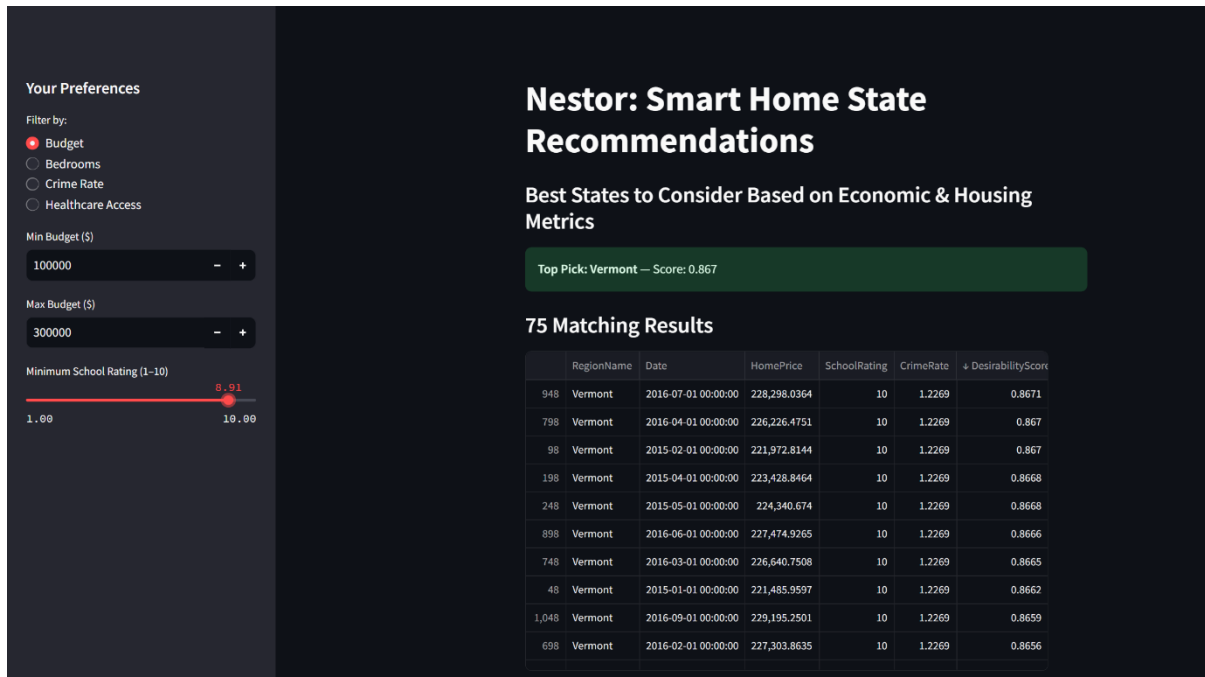 Your Preferences
Filter by:
Budget
Bedrooms
Crime Rate
Healthcare Access
Min Budget ($)
100000 − +
Max Budget ($)
300000 − +
Minimum School Rating (1–10)
8.91
1.00 10.00
Nestor: Smart Home State
Recommendations
Best States to Consider Based on Economic & Housing
Metrics
Top Pick: Vermont — Score: 0.867
75 Matching Results
RegionName Date HomePrice SchoolRating CrimeRate ↓ DesirabilityScore
948 Vermont 2016-07-01 00:00:00 228,298.0364 10 1.2269 0.8671
798 Vermont 2016-04-01 00:00:00 226,226.4751 10 1.2269 0.867
98 Vermont 2015-02-01 00:00:00 221,972.8144 10 1.2269 0.867
198 Vermont 2015-04-01 00:00:00 223,428.8464 10 1.2269 0.8668
248 Vermont 2015-05-01 00:00:00 224,340.674 10 1.2269 0.8668
898 Vermont 2016-06-01 00:00:00 227,474.9265 10 1.2269 0.8666
748 Vermont 2016-03-01 00:00:00 226,640.7508 10 1.2269 0.8665
48 Vermont 2015-01-01 00:00:00 221,485.9597 10 1.2269 0.8662
1,048 Vermont 2016-09-01 00:00:00 229,195.2501 10 1.2269 0.8659
698 Vermont 2016-02-01 00:00:00 227,303.8635 10 1.2269 0.8656